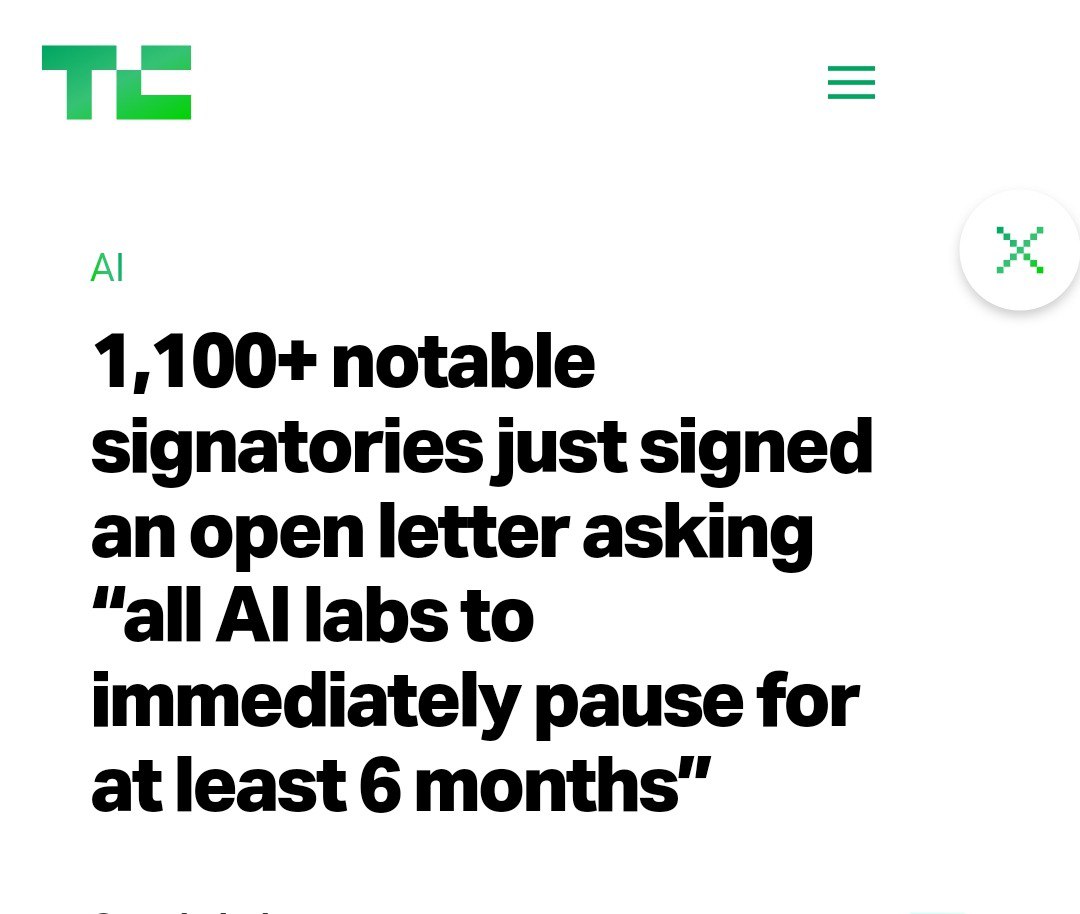 TC
AI
1,100+ notable
signatories just signed
an open letter asking
“all AI labs to
immediately pause for
at least 6 months”